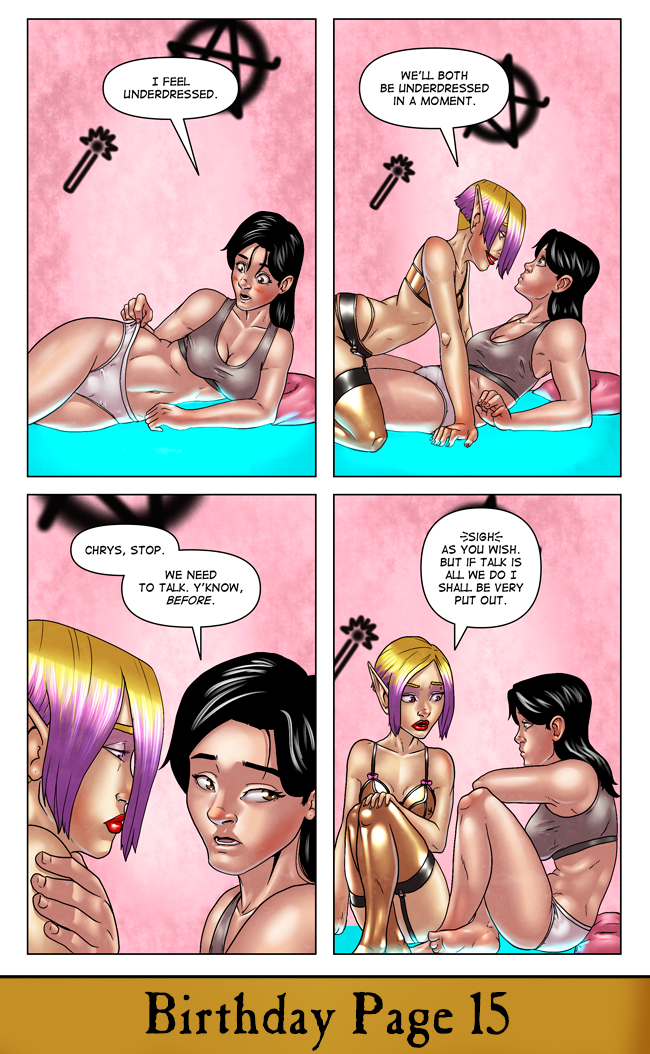 I FEEL
UNDERDRESSED.
WE'LL BOTH
BE UNDERDRESSED
IN A MOMENT.
CHRYS, STOP.
WE NEED
TO TALK. Y'KNOW,
BEFORE.
SIGH
AS YOU WISH.
BUT IF TALK IS
ALL WE DO I
SHALL BE VERY
PUT OUT.
Birthday Page 15